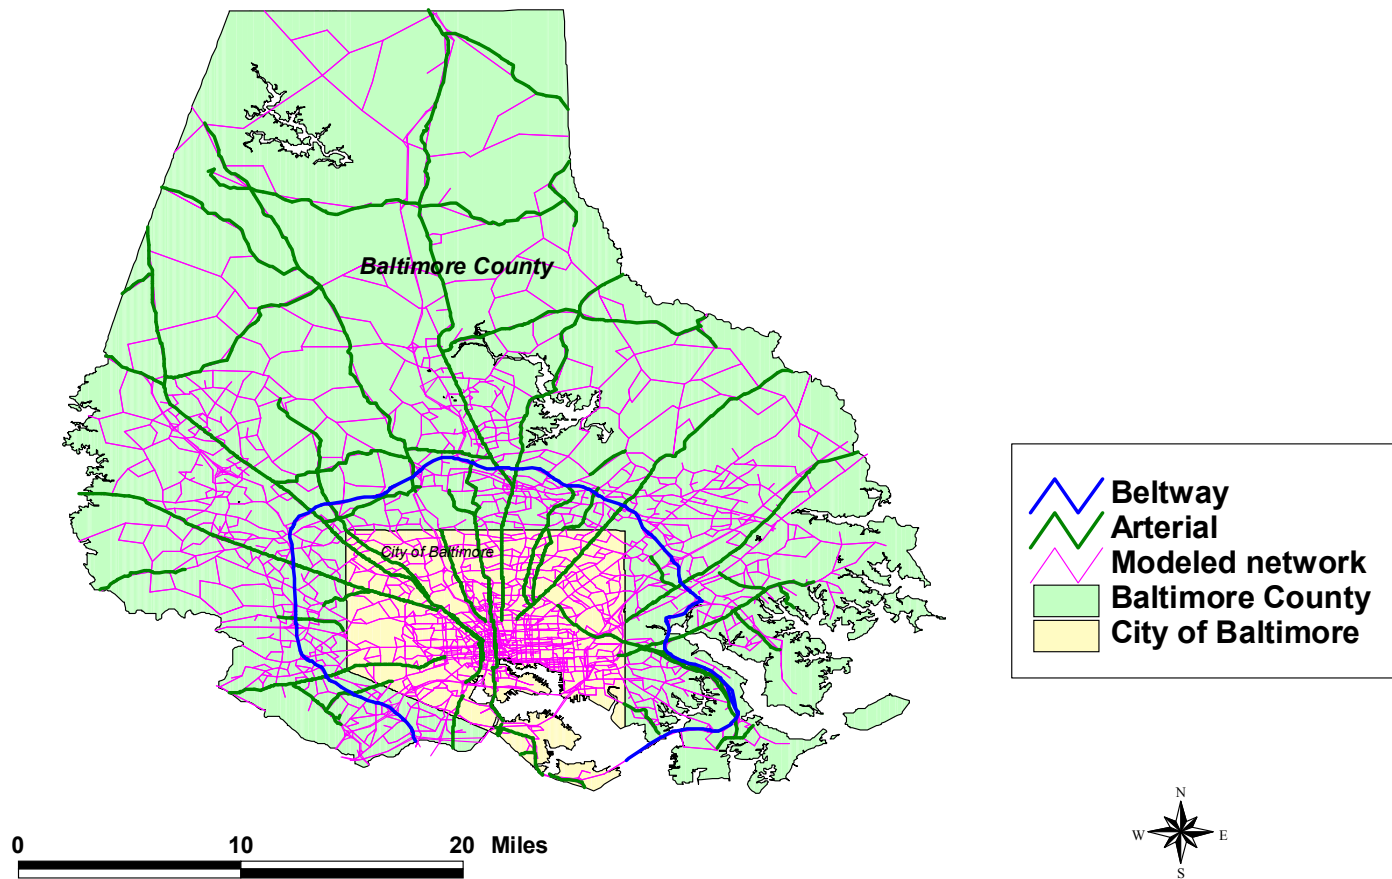 Baltimore County
City of Baltimore
Beltway
Arterial
Modeled network
Baltimore County
City of Baltimore
0 10 20 Miles
N
W E
S